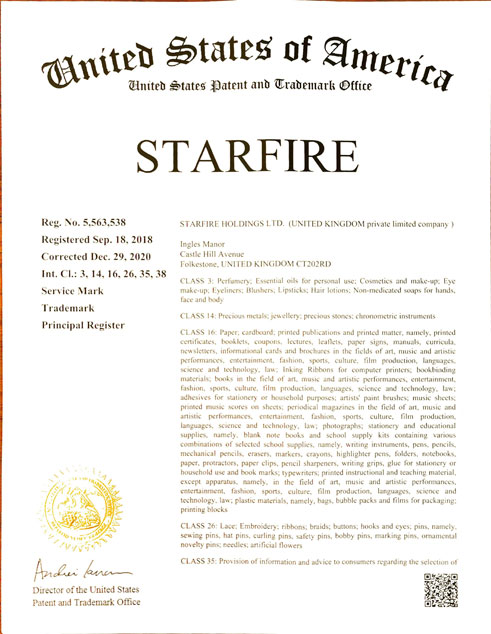 United States of America
United States Patent and Trademark Office
STARFIRE
Reg. No. 5,563,538
Registered Sep. 18, 2018
Corrected Dec. 29, 2020
Int. Cl.: 3, 14, 16, 26, 35, 38
Service Mark
Trademark
Principal Register
STARFIRE HOLDINGS LTD. (UNITED KINGDOM private limited company )
Ingles Manor
Castle Hill Avenue
Folkestone, UNITED KINGDOM CT202RD
CLASS 3: Perfumery; Essential oils for personal use; Cosmetics and make-up; Eye
make-up; Eyeliners; Blushers; Lipsticks; Hair lotions; Non-medicated soaps for hands,
face and body
CLASS 14: Precious metals; jewellery; precious stones; chronometric instruments
CLASS 16: Paper; cardboard; printed publications and printed matter, namely, printed
certificates, booklets, coupons, lectures, leaflets, paper signs, manuals, curricula,
newsletters, informational cards and brochures in the fields of art, music and artistic
performances, entertainment, fashion, sports, culture, film production, languages,
science and technology, law; Inking Ribbons for computer printers; bookbinding
materials; books in the field of art, music and artistic performances, entertainment,
fashion, sports, culture, film production, languages, science and technology, law;
adhesives for stationery or household purposes; artists' paint brushes; music sheets;
printed music scores on sheets; periodical magazines in the field of art, music and
artistic performances, entertainment, fashion, sports, culture, film production,
languages, science and technology, law; photographs; stationery and educational
supplies, namely, blank note books and school supply kits containing various
combinations of selected school supplies, namely, writing instruments, pens, pencils,
mechanical pencils, erasers, markers, crayons, highlighter pens, folders, notebooks,
paper, protractors, paper clips, pencil sharpeners, writing grips, glue for stationery or
household use and book marks; typewriters; printed instructional and teaching material,
except apparatus, namely, in the field of art, music and artistic performances,
entertainment, fashion, sports, culture, film production, languages, science and
technology, law; plastic materials, namely, bags, bubble packs and films for packaging;
printing blocks
CLASS 26: Lace; Embroidery; ribbons; braids; buttons; hooks and eyes; pins, namely,
sewing pins, hat pins, curling pins, safety pins, bobby pins, marking pins, ornamental
novelty pins; needles; artificial flowers
CLASS 35: Provision of information and advice to consumers regarding the selection of
Director of the United States
Patent and Trademark Office